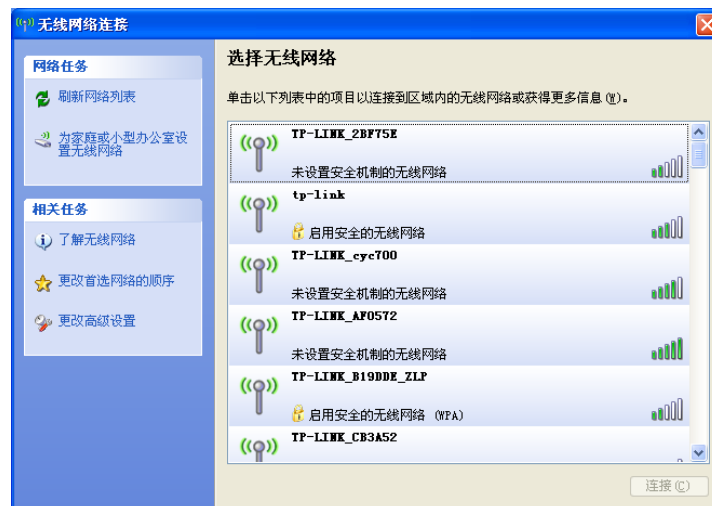 无线网络连接
网络任务
刷新网络列表
为家庭或小型办公室设
置无线网络
相关任务
了解无线网络
更改首选网络的顺序
更改高级设置
选择无线网络
单击以下列表中的项目以连接到区域内的无线网络或获得更多信息(W)。
TP-LINK_2BF75E
未设置安全机制的无线网络
tp-link
启用安全的无线网络
TP-LINK_cyc700
未设置安全机制的无线网络
TP-LINK_AF0572
未设置安全机制的无线网络
TP-LINK_B19DDE_ZLP
启用安全的无线网络 (WPA)
TP-LINK_CB3A52
连接(C)